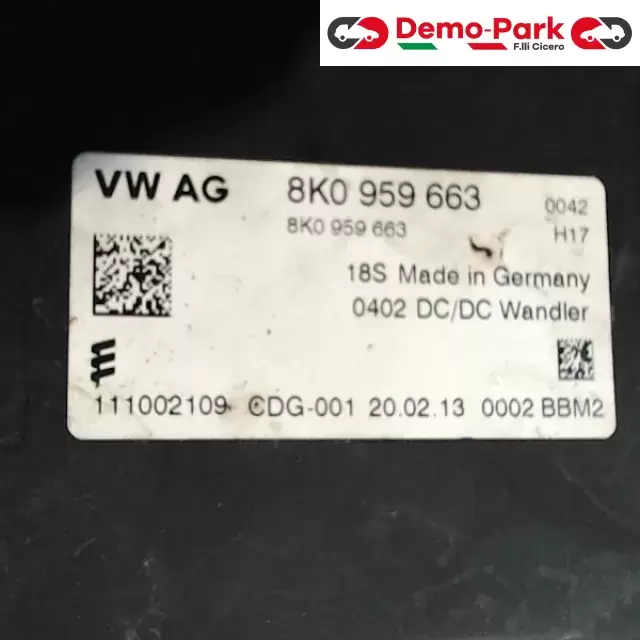 Demo-Park
F.lli Cicero
VW AG 8K0 959 663 0042
8K0 959 663 H17
18S Made in Germany
0402 DC/DC Wandler
111002109 CDG-001 20.02.13 0002 BBM2